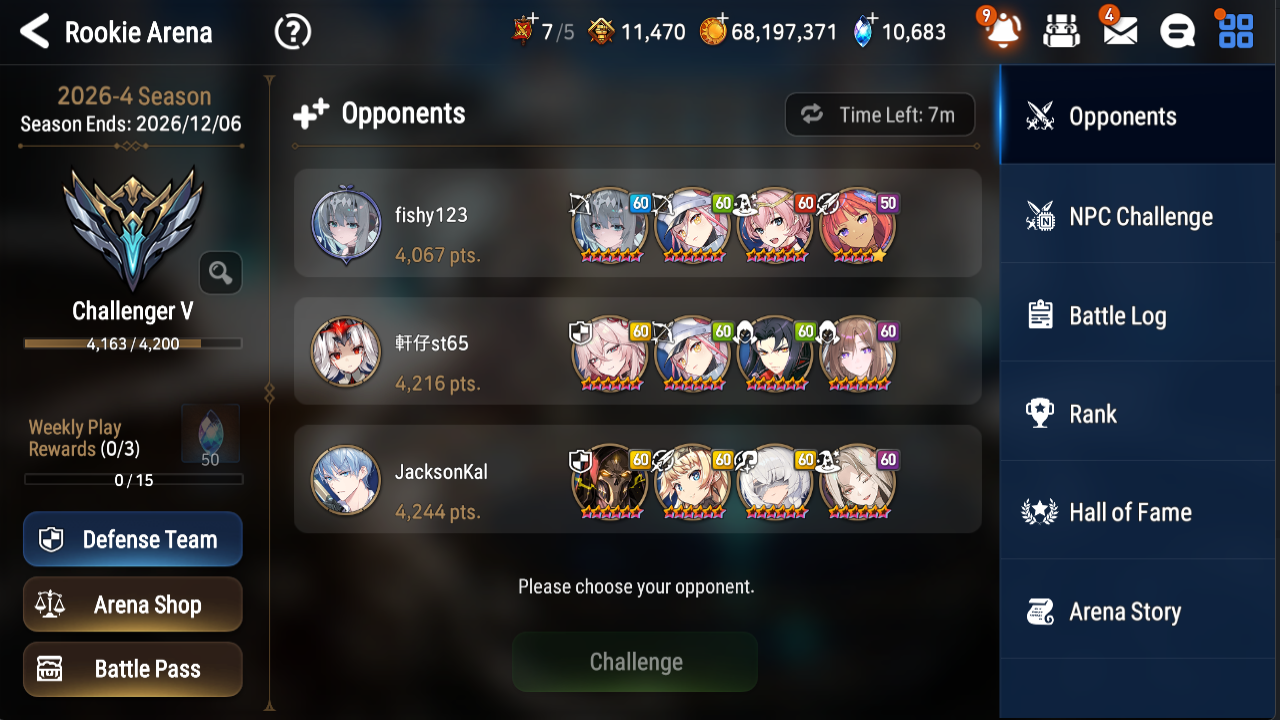 Rookie Arena
?
7/5
11,470
68,197,371
10,683
9
4
2026-4 Season
Season Ends: 2026/12/06
Challenger V
4,163 / 4,200
Weekly Play
Rewards (0/3)
50
0 / 15
Defense Team
Arena Shop
Battle Pass
Opponents
Time Left: 7m
fishy123
4,067 pts.
60
60
60
50
軒仔st65
4,216 pts.
60
60
60
60
JacksonKal
4,244 pts.
60
60
60
60
Please choose your opponent.
Challenge
Opponents
N
NPC Challenge
Battle Log
Rank
Hall of Fame
Arena Story